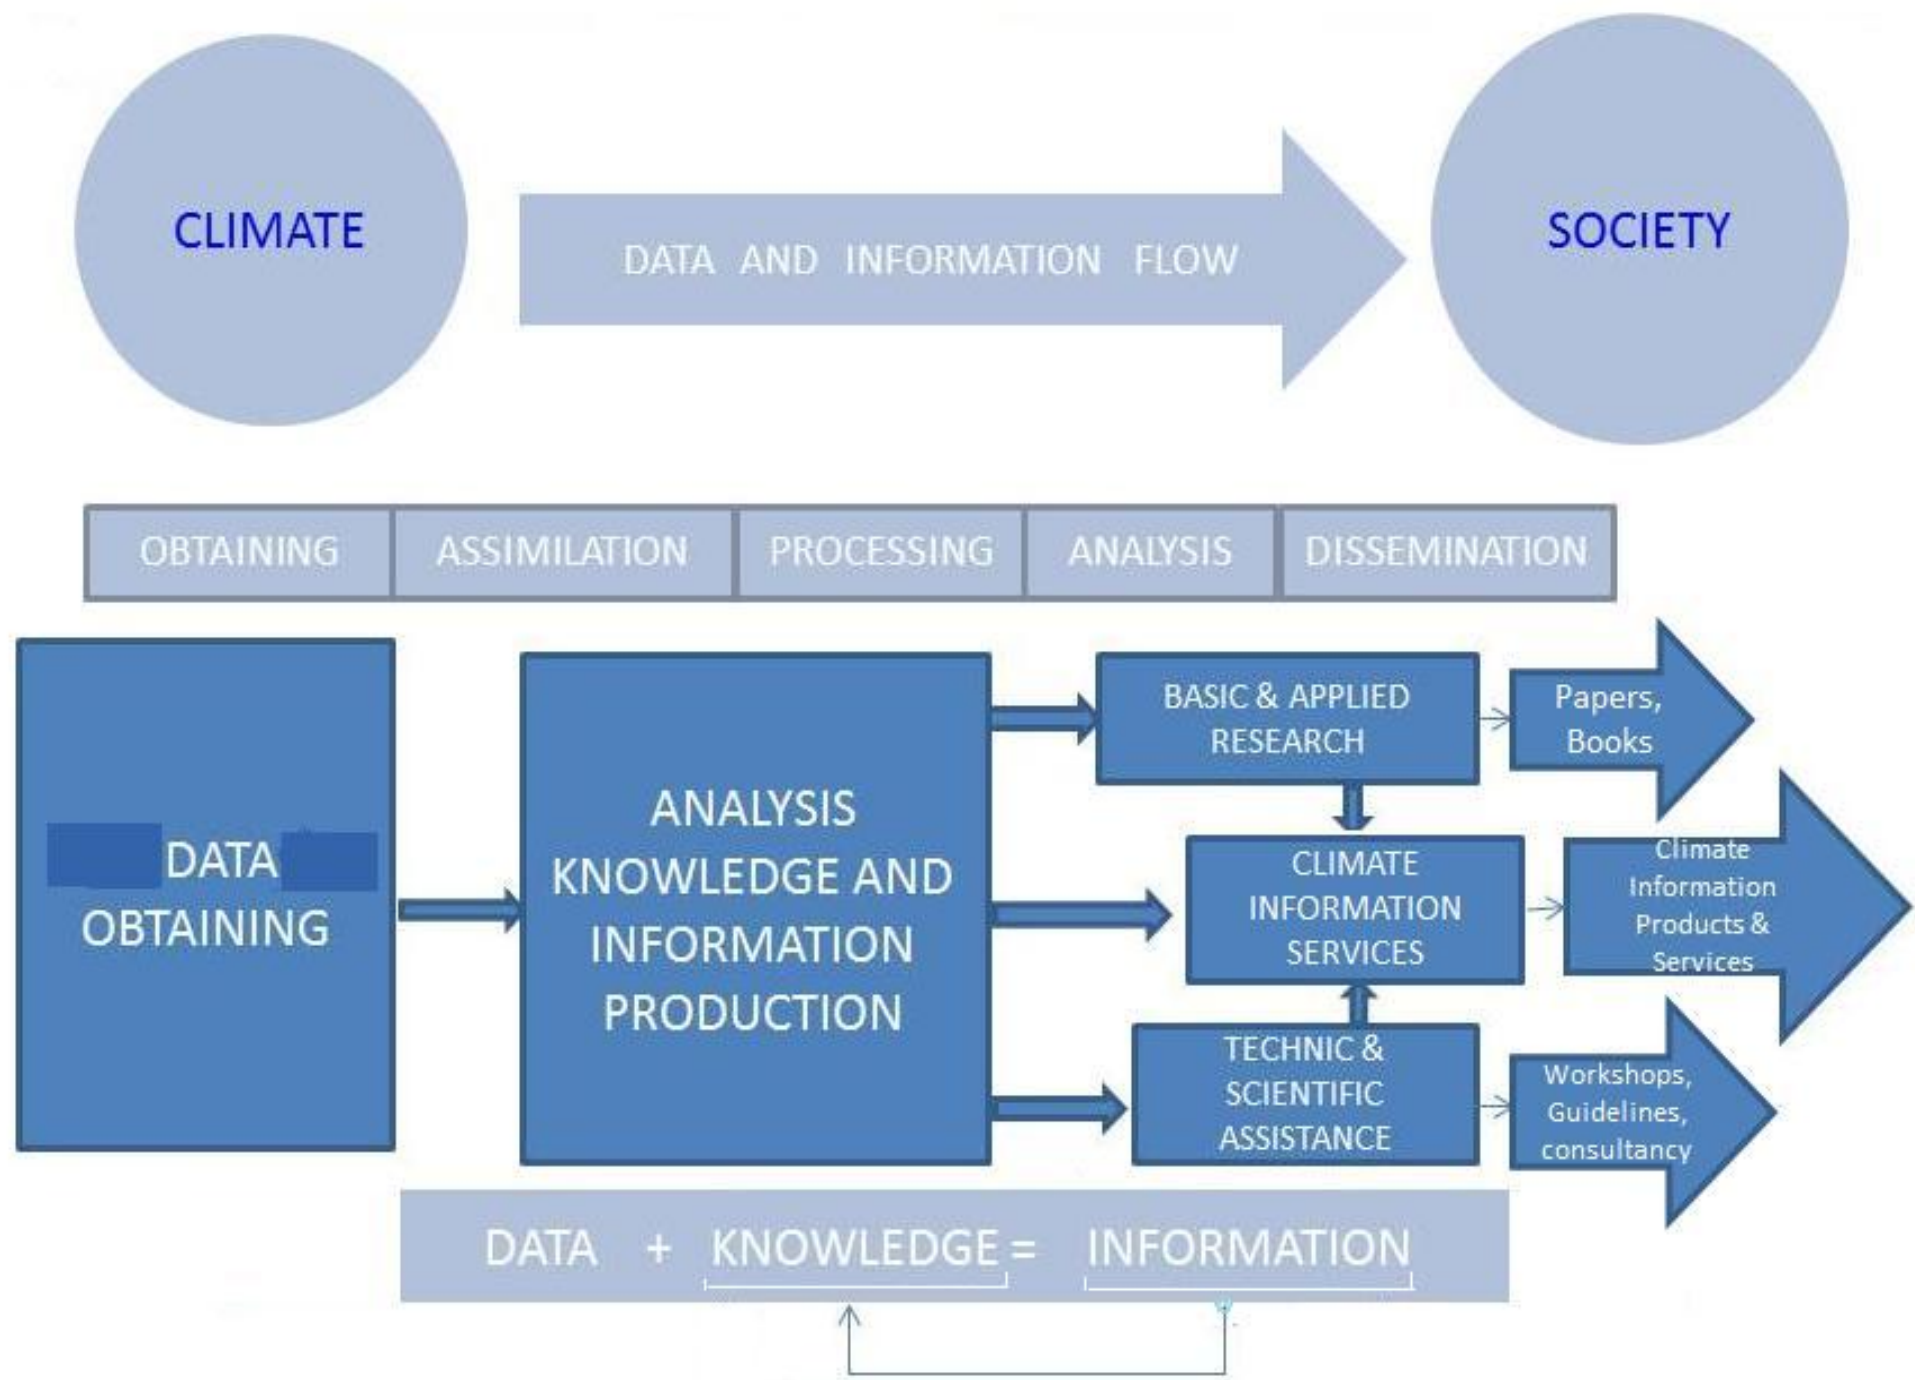 CLIMATE
DATA AND INFORMATION FLOW
SOCIETY
OBTAINING
ASSIMILATION
PROCESSING
ANALYSIS
DISSEMINATION
DATA
OBTAINING
ANALYSIS
KNOWLEDGE AND
INFORMATION
PRODUCTION
BASIC & APPLIED
RESEARCH
Papers,
Books
CLIMATE
INFORMATION
SERVICES
Climate
Information
Products &
Services
TECHNIC &
SCIENTIFIC
ASSISTANCE
Workshops,
Guidelines,
consultancy
DATA + KNOWLEDGE = INFORMATION